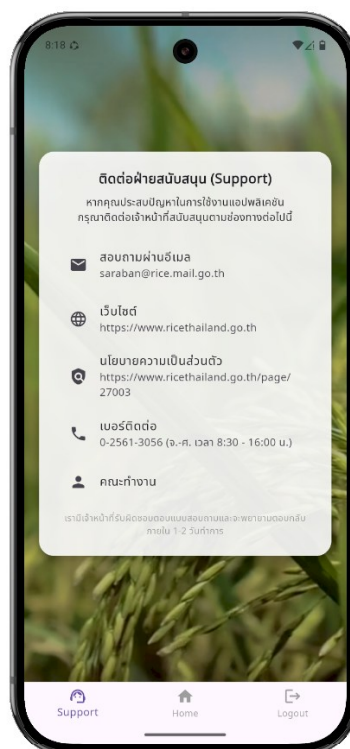 8:18
ติดต่อฝ่ายสนับสนุน (Support)
หากคุณประสบปัญหาในการใช้งานแอปพลิเคชัน
กรุณาติดต่อเจ้าหน้าที่สนับสนุนตามช่องทางต่อไปนี้
สอบถามผ่านอีเมล
saraban@rice.mail.go.th
เว็บไซต์
https://www.ricethailand.go.th
นโยบายความเป็นส่วนตัว
https://www.ricethailand.go.th/page/
27003
เบอร์ติดต่อ
0-2561-3056 (จ.-ศ. เวลา 8:30 - 16:00 น.)
คณะทำงาน
เรามีเจ้าหน้าที่รับผิดชอบตอบแบบสอบถามและจะพยายามตอบกลับ
ภายใน 1-2 วันทำการ
Support
Home
Logout